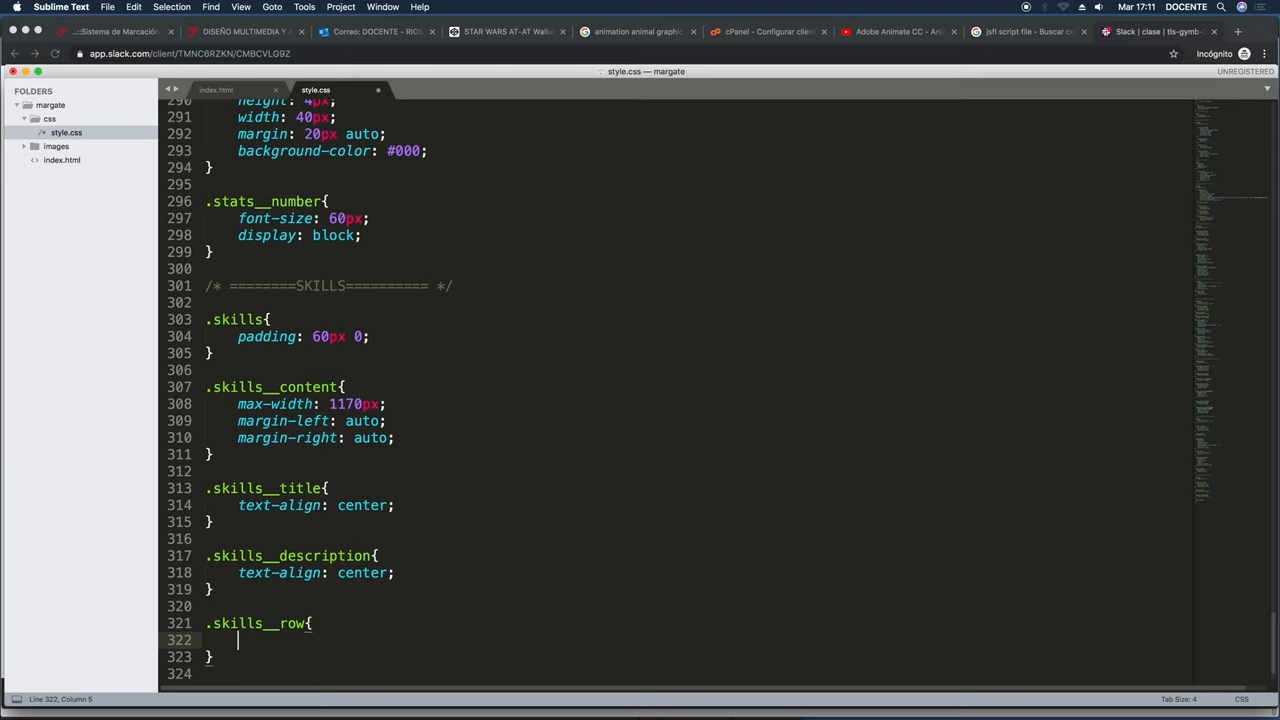 Sublime Text File Edit Selection Find View Goto Tools Project Window Help Mar 17:11 DOCENTE
..::Sistema de Marcación DISEÑO MULTIMEDIA Y A Correo: DOCENTE - RIOS STAR WARS AT-AT Walke animation animal graphic cPanel - Configurar client Adobe Animate CC - Ani jsfl script file - Buscar co Slack | clase | tls-gymb-
app.slack.com/client/TMNC6RZKN/CMBCVLG9Z Incógnito
style.css — margate UNREGISTERED
FOLDERS
margate
css
style.css
images
index.html
index.html style.css
290 height: 4px;
291 width: 40px;
292 margin: 20px auto;
293 background-color: #000;
294 }
295
296 .stats__number{
297 font-size: 60px;
298 display: block;
299 }
300
301 /* ========SKILLS========== */
302
303 .skills{
304 padding: 60px 0;
305 }
306
307 .skills__content{
308 max-width: 1170px;
309 margin-left: auto;
310 margin-right: auto;
311 }
312
313 .skills__title{
314 text-align: center;
315 }
316
317 .skills__description{
318 text-align: center;
319 }
320
321 .skills__row{
322
323 }
324
Line 322, Column 5 Tab Size: 4 CSS